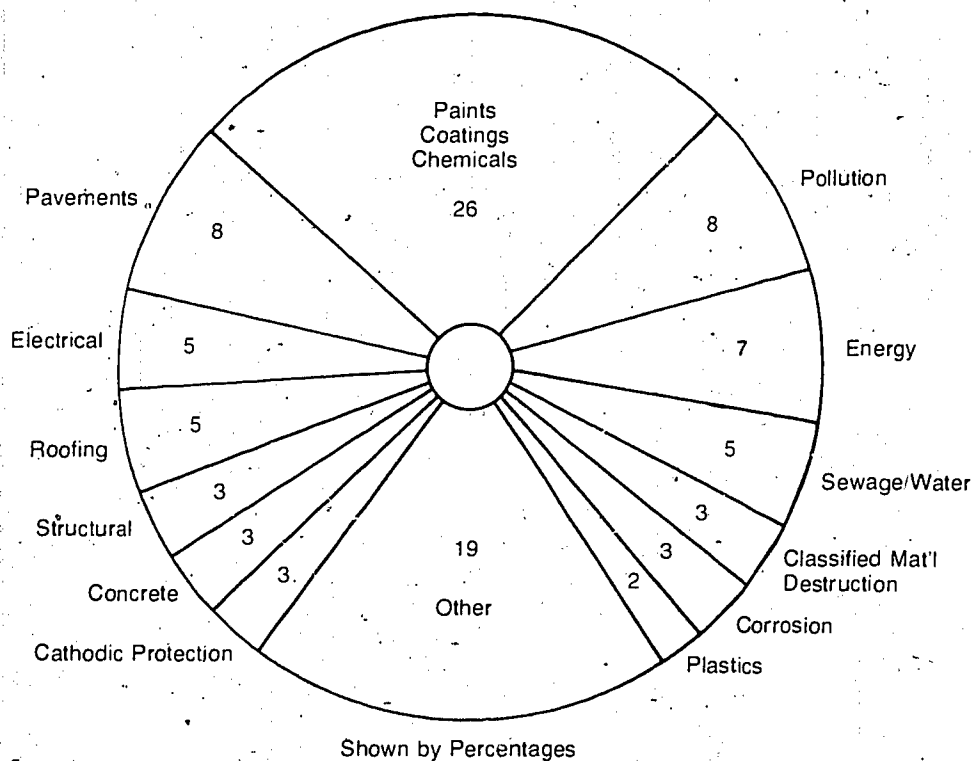 Paints
Coatings
Chemicals
26
Pollution
8
Energy
7
Sewage/Water
5
Classified Mat'l
Destruction
3
Corrosion
3
Plastics
2
Other
19
Cathodic Protection
3
Concrete
3
Structural
3
Roofing
5
Electrical
5
Pavements
8
Shown by Percentages